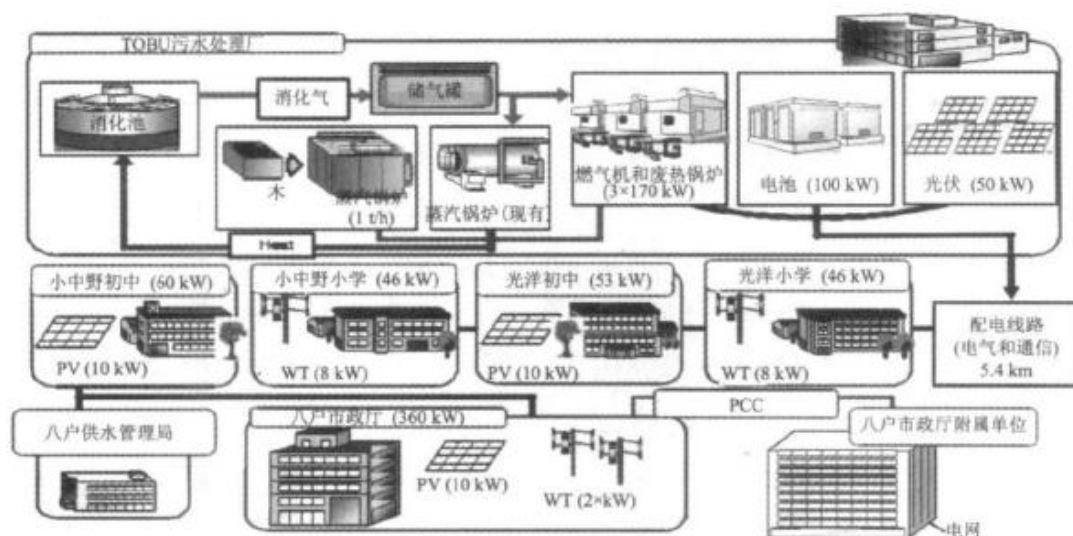 TOBU污水处理厂
消化池
消化气
储气罐
木
蒸汽锅炉
(1 t/h)
蒸汽锅炉(现有)
燃气机和废热锅炉
(3×170 kW)
电池 (100 kW)
光伏 (50 kW)
Heat
小中野初中 (60 kW)
PV (10 kW)
小中野小学 (46 kW)
WT (8 kW)
光洋初中 (53 kW)
PV (10 kW)
光洋小学 (46 kW)
WT (8 kW)
配电线路
(电气和通信)
5.4 km
八户供水管理局
八户市政厅 (360 kW)
PV (10 kW)
WT (2×kW)
PCC
八户市政厅附属单位
电网